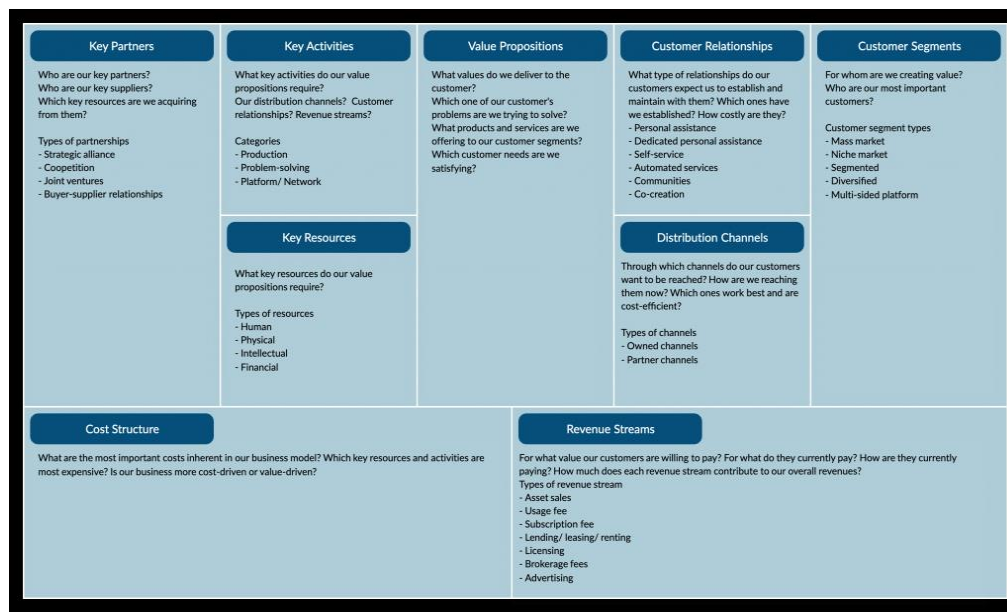 Key Partners
Who are our key partners?
Who are our key suppliers?
Which key resources are we acquiring
from them?
Types of partnerships
- Strategic alliance
- Coopetition
- Joint ventures
- Buyer-supplier relationships
Key Activities
What key activities do our value
propositions require?
Our distribution channels? Customer
relationships? Revenue streams?
Categories
- Production
- Problem-solving
- Platform/ Network
Key Resources
What key resources do our value
propositions require?
Types of resources
- Human
- Physical
- Intellectual
- Financial
Value Propositions
What values do we deliver to the
customer?
Which one of our customer's
problems are we trying to solve?
What products and services are we
offering to our customer segments?
Which customer needs are we
satisfying?
Customer Relationships
What type of relationships do our
customers expect us to establish and
maintain with them? Which ones have
we established? How costly are they?
- Personal assistance
- Dedicated personal assistance
- Self-service
- Automated services
- Communities
- Co-creation
Distribution Channels
Through which channels do our customers
want to be reached? How are we reaching
them now? Which ones work best and are
cost-efficient?
Types of channels
- Owned channels
- Partner channels
Customer Segments
For whom are we creating value?
Who are our most important
customers?
Customer segment types
- Mass market
- Niche market
- Segmented
- Diversified
- Multi-sided platform
Cost Structure
What are the most important costs inherent in our business model? Which key resources and activities are
most expensive? Is our business more cost-driven or value-driven?
Revenue Streams
For what value our customers are willing to pay? For what do they currently pay? How are they currently
paying? How much does each revenue stream contribute to our overall revenues?
Types of revenue stream
- Asset sales
- Usage fee
- Subscription fee
- Lending/ leasing/ renting
- Licensing
- Brokerage fees
- Advertising